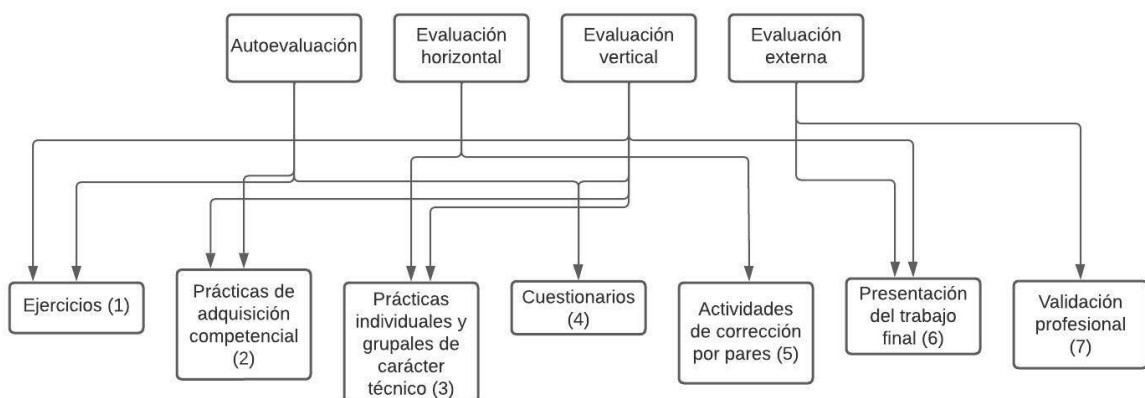 Autoevaluación
Evaluación
horizontal
Evaluación
vertical
Evaluación
externa
Ejercicios (1)
Prácticas de
adquisición
competencial
(2)
Prácticas
individuales y
grupales de
carácter
técnico (3)
Cuestionarios
(4)
Actividades
de corrección
por pares (5)
Presentación
del trabajo
final (6)
Validación
profesional
(7)